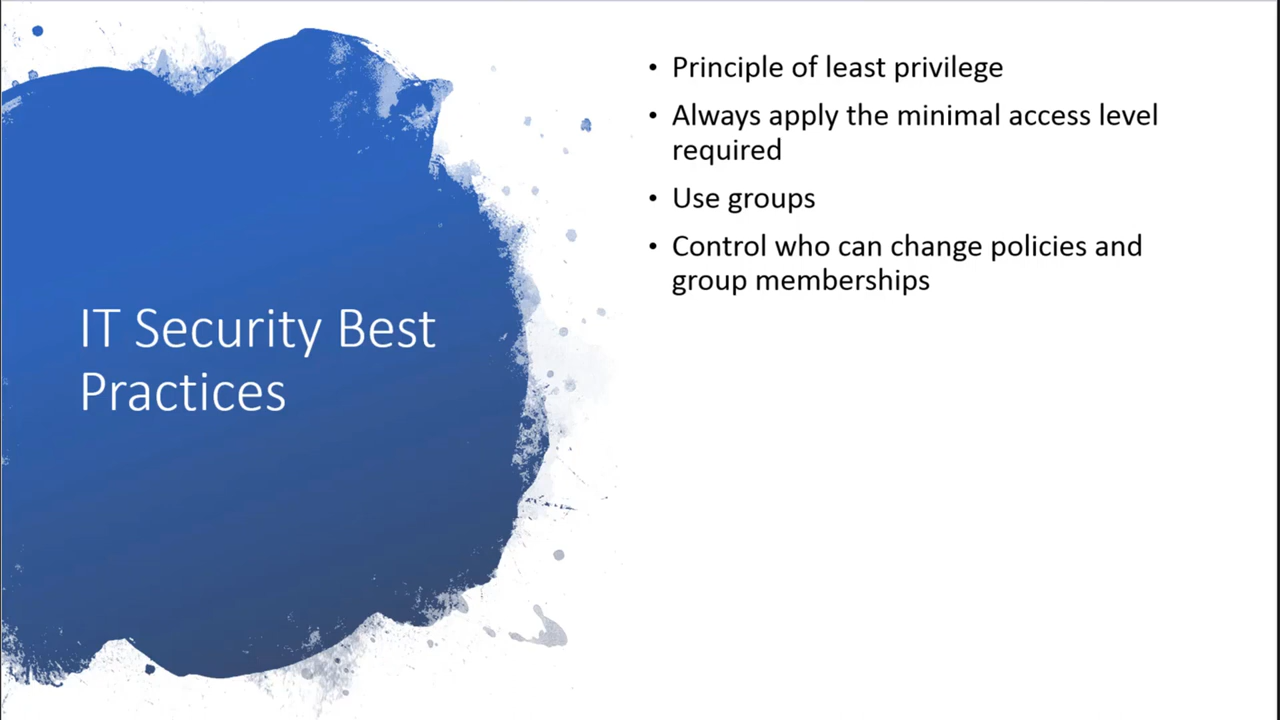 IT Security Best
Practices
• Principle of least privilege
• Always apply the minimal access level
required
• Use groups
• Control who can change policies and
group memberships